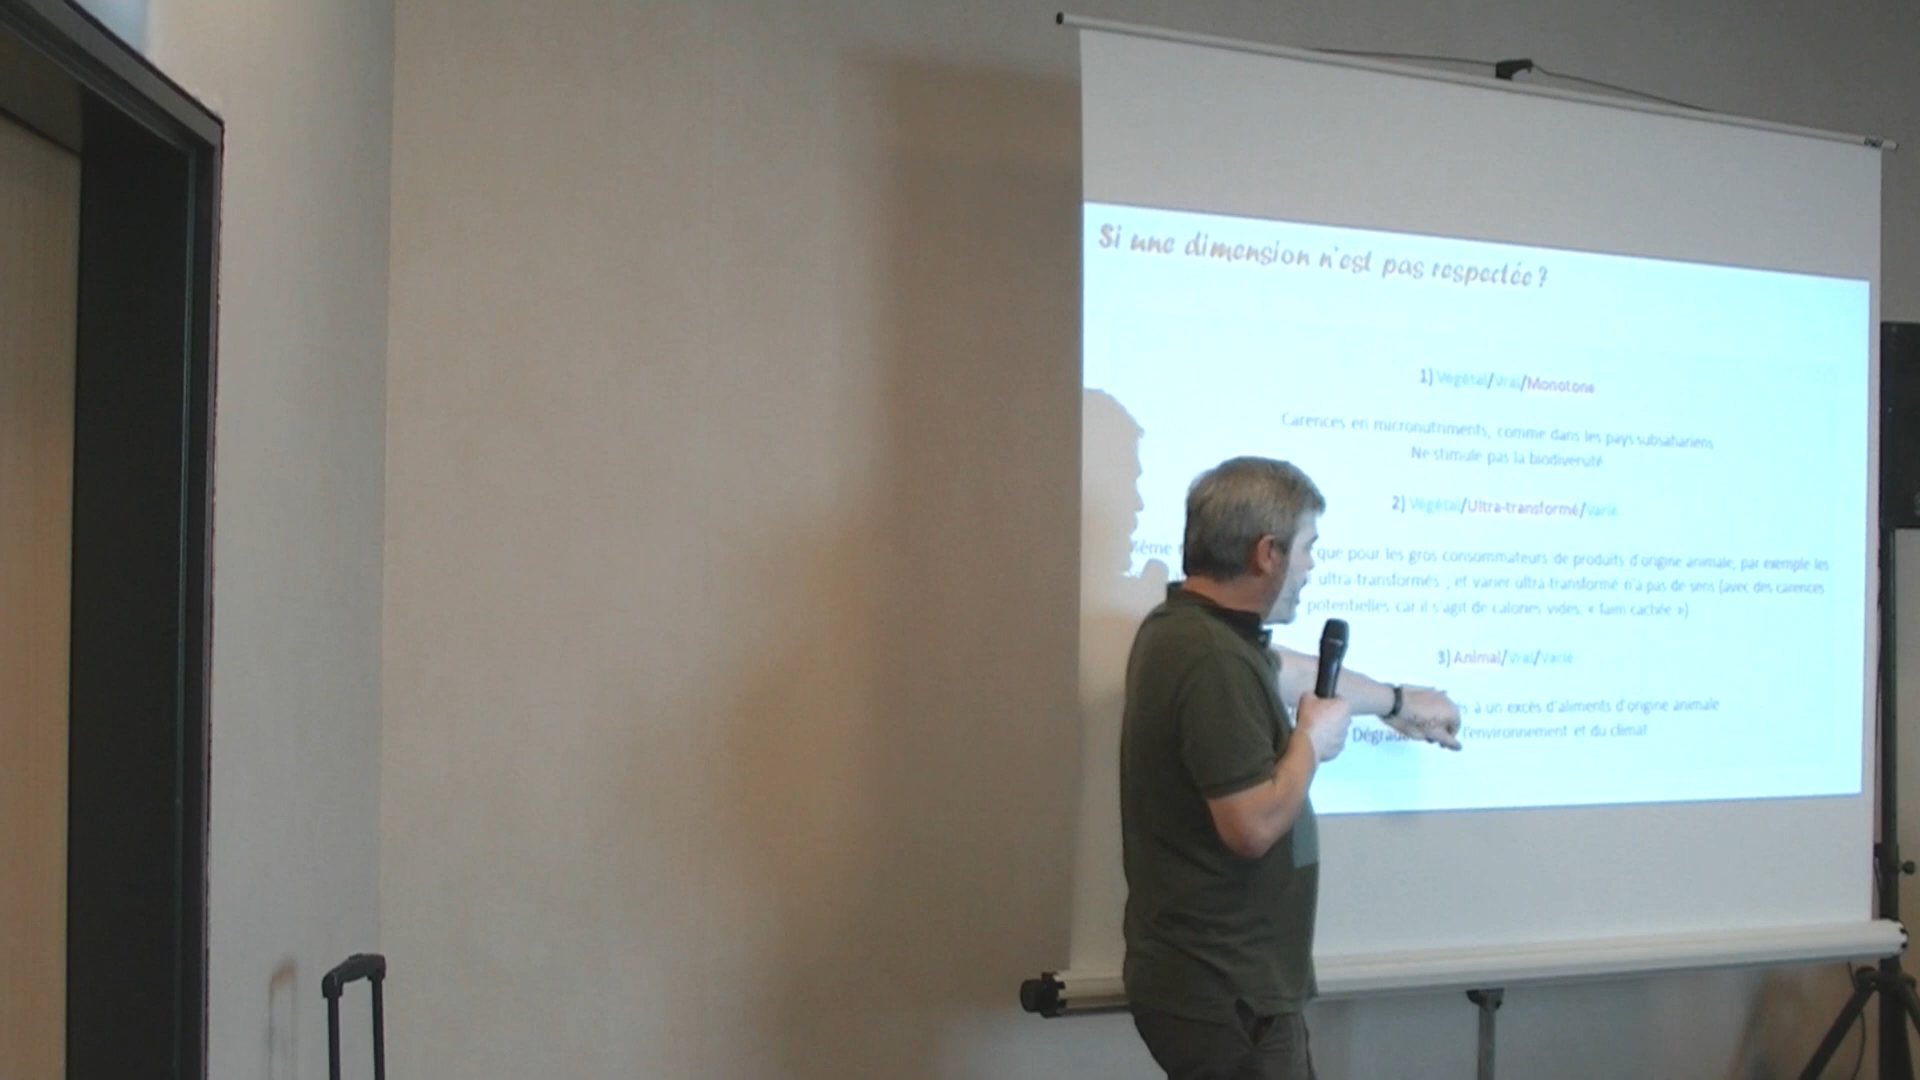 Si une dimension n'est pas respectée ?
1) Végétal/Vrai/Monotone
Carences en micronutriments, comme dans les pays subsahariens
Ne stimule pas la biodiveruté
2) Végétal/Ultra-transformé/Varié
Même que pour les gros consommateurs de produits d'origine animale, par exemple les
ultra-transformés ; et varier ultra-transformé n'a pas de sens (avec des carences
potentielles car il s'agit de calories vides « faim cachée »)
3) Animal/Vrai/Varié
à un excès d'aliments d'origine animale
l'environnement et du climat